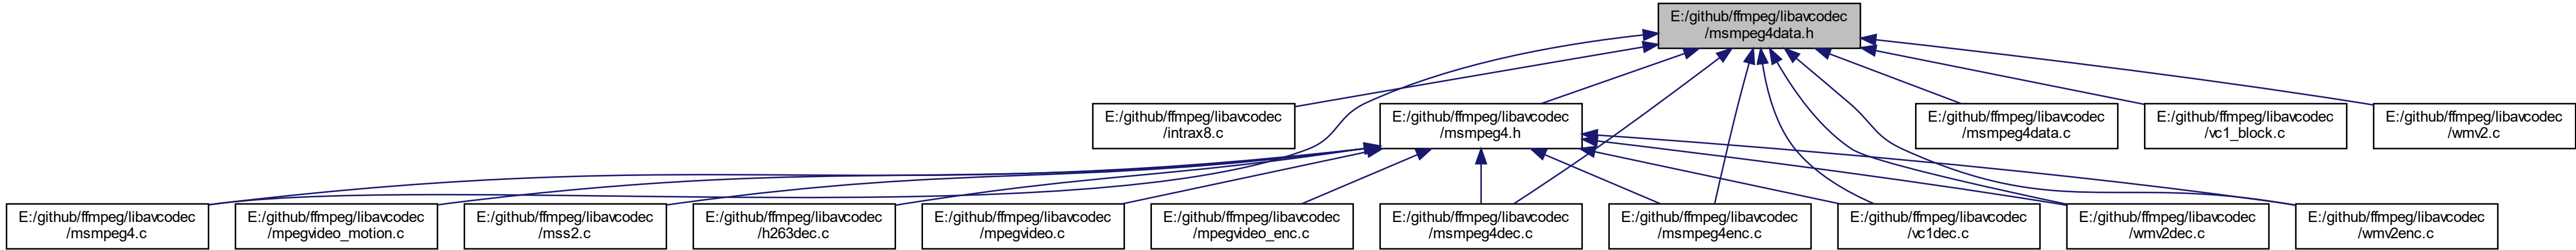 E:/github/ffmpeg/libavcodec
/msmpeg4data.h
E:/github/ffmpeg/libavcodec
/intrax8.c
E:/github/ffmpeg/libavcodec
/msmpeg4.h
E:/github/ffmpeg/libavcodec
/msmpeg4data.c
E:/github/ffmpeg/libavcodec
/vc1_block.c
E:/github/ffmpeg/libavcodec
/wmv2.c
E:/github/ffmpeg/libavcodec
/msmpeg4.c
E:/github/ffmpeg/libavcodec
/mpegvideo_motion.c
E:/github/ffmpeg/libavcodec
/mss2.c
E:/github/ffmpeg/libavcodec
/h263dec.c
E:/github/ffmpeg/libavcodec
/mpegvideo.c
E:/github/ffmpeg/libavcodec
/mpegvideo_enc.c
E:/github/ffmpeg/libavcodec
/msmpeg4dec.c
E:/github/ffmpeg/libavcodec
/msmpeg4enc.c
E:/github/ffmpeg/libavcodec
/vc1dec.c
E:/github/ffmpeg/libavcodec
/wmv2dec.c
E:/github/ffmpeg/libavcodec
/wmv2enc.c